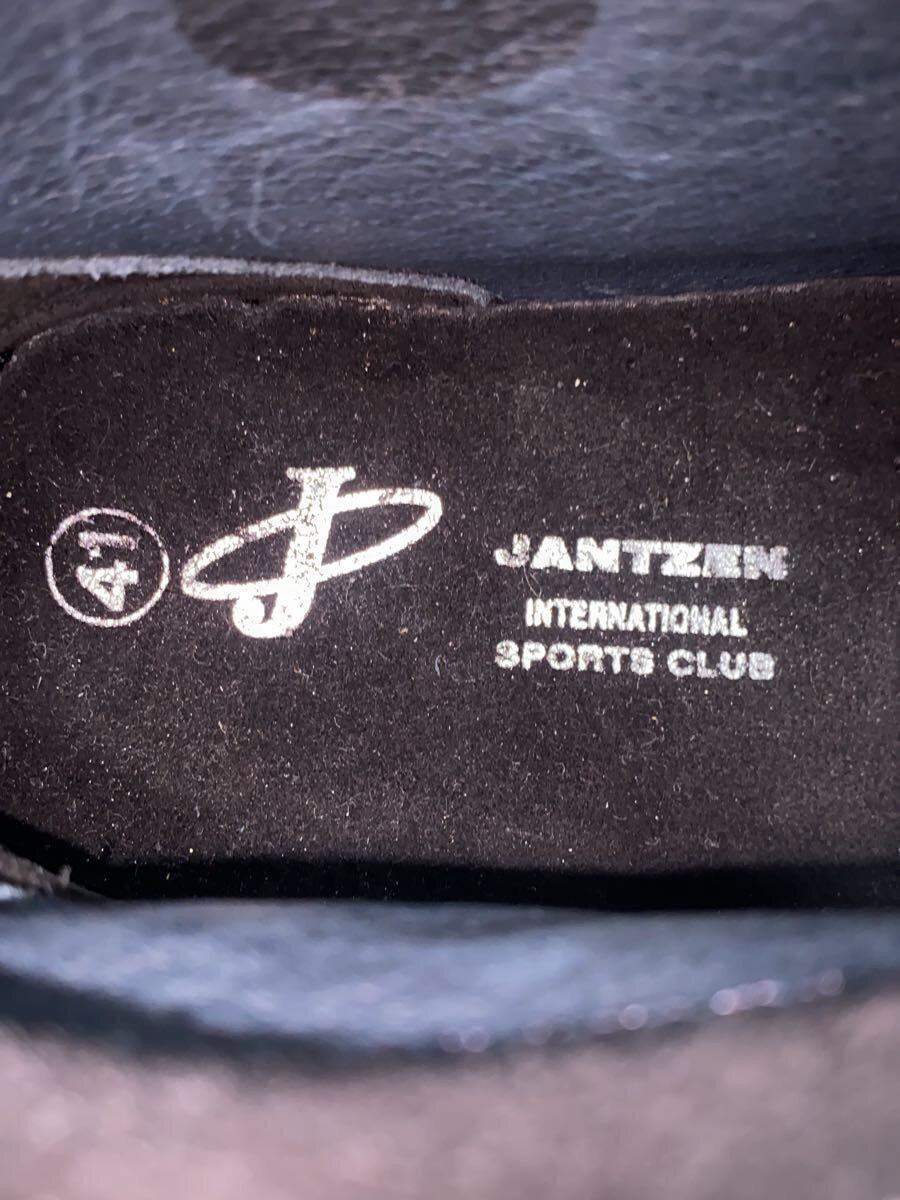 41
J
JANTZEN
INTERNATIONAL
SPORTS CLUB